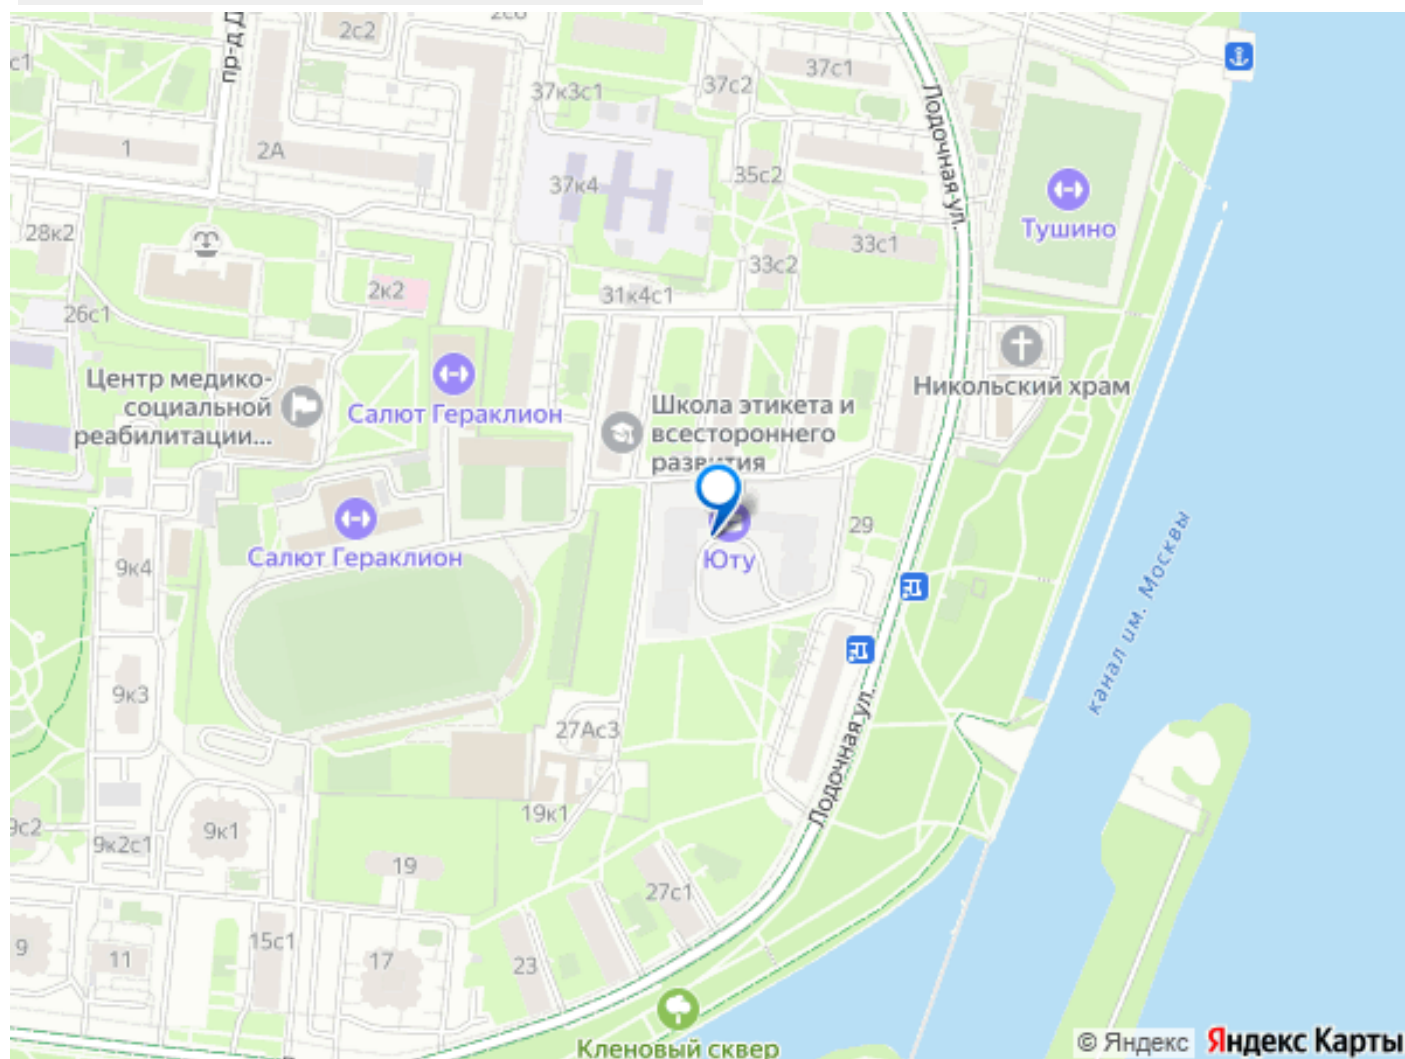 2с2
пр-д Д
с1
37с1
37с2
37к3с1
Лодочная ул.
1
2А
37к4
35с2
Тушино
28к2
33с1
33с2
2к2
31к4с1
26с1
Никольский храм
Центр медико-
социальной
реабилитации...
Салют Гераклион
Школа этикета и
всестороннего
развития
Салют Гераклион
29
Юту
9к4
канал им. Москвы
9к3
27Ас3
Лодочная ул.
19к1
9с2
9к1
9к2с1
19
27с1
15с1
9
11
17
23
Кленовый сквер
© Яндекс Яндекс Карты